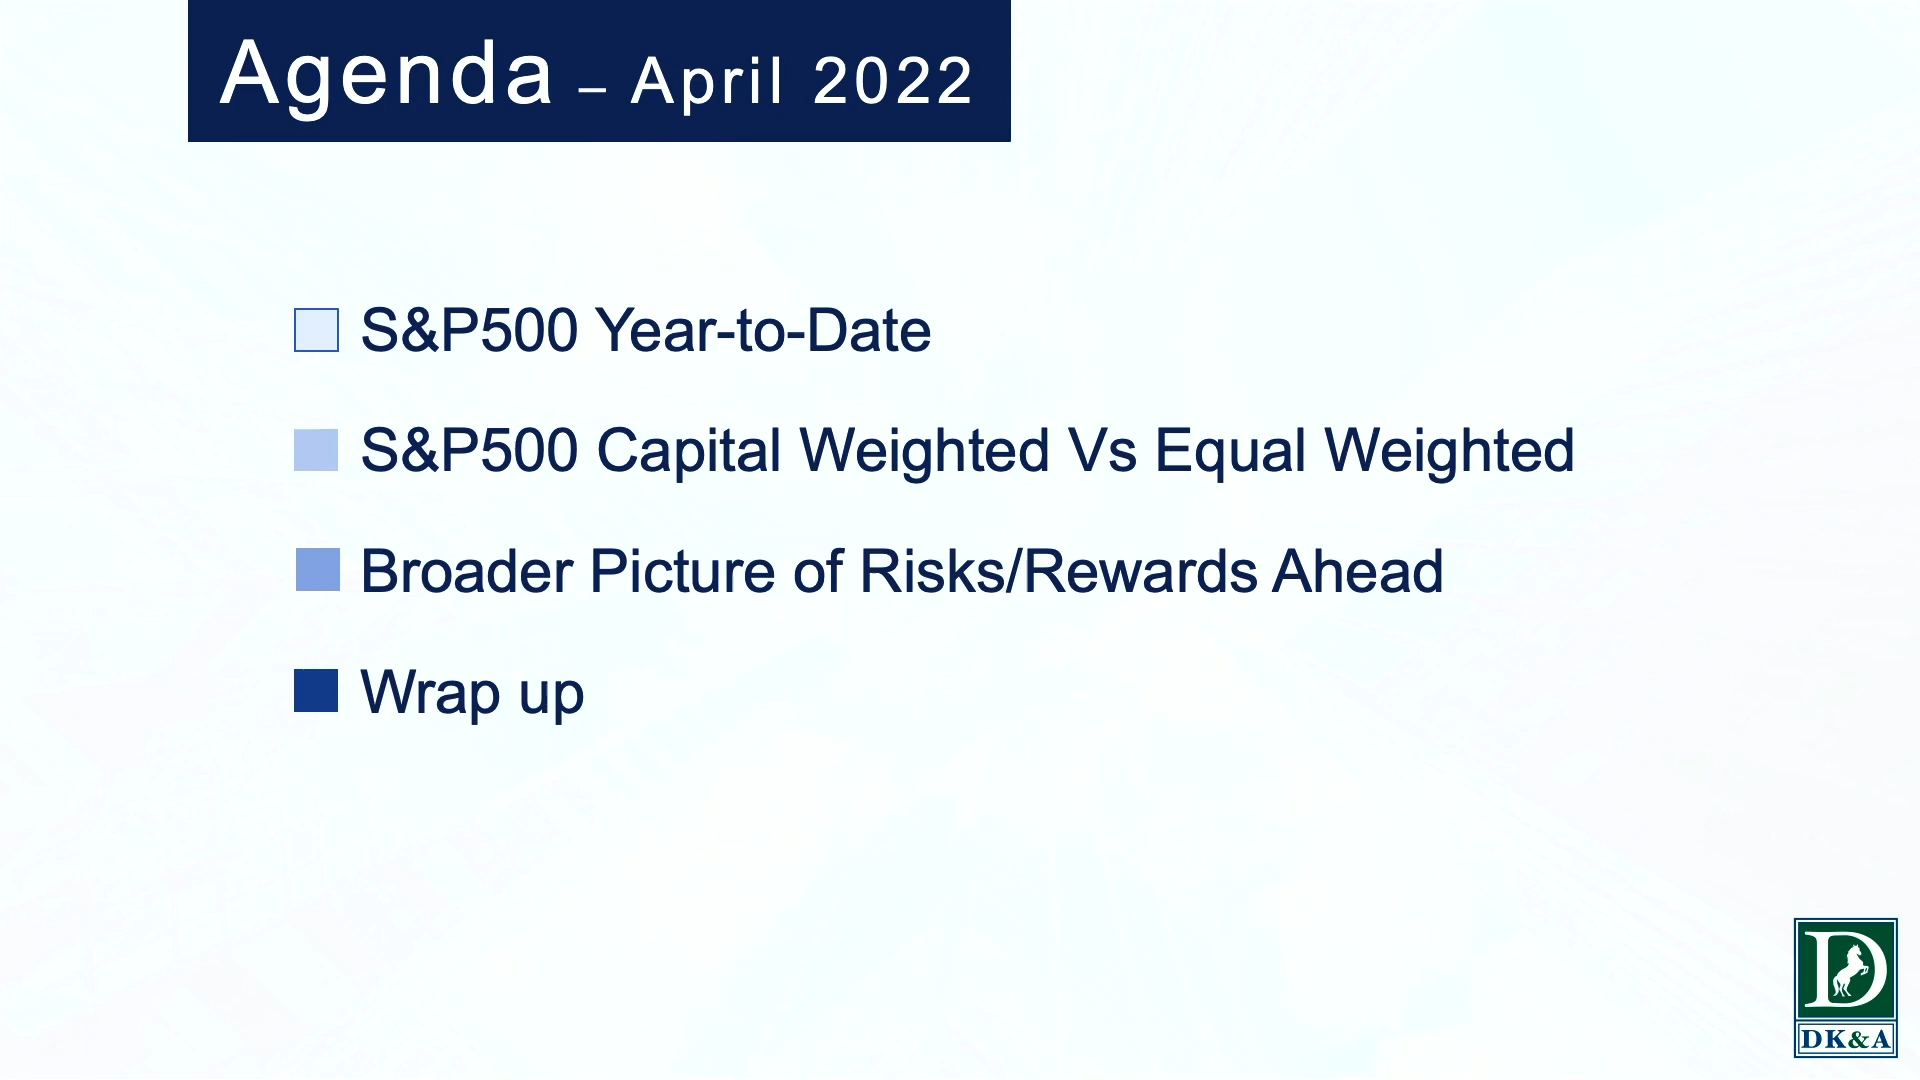 Agenda – April 2022
S&P500 Year-to-Date
S&P500 Capital Weighted Vs Equal Weighted
Broader Picture of Risks/Rewards Ahead
Wrap up
D
DK&A